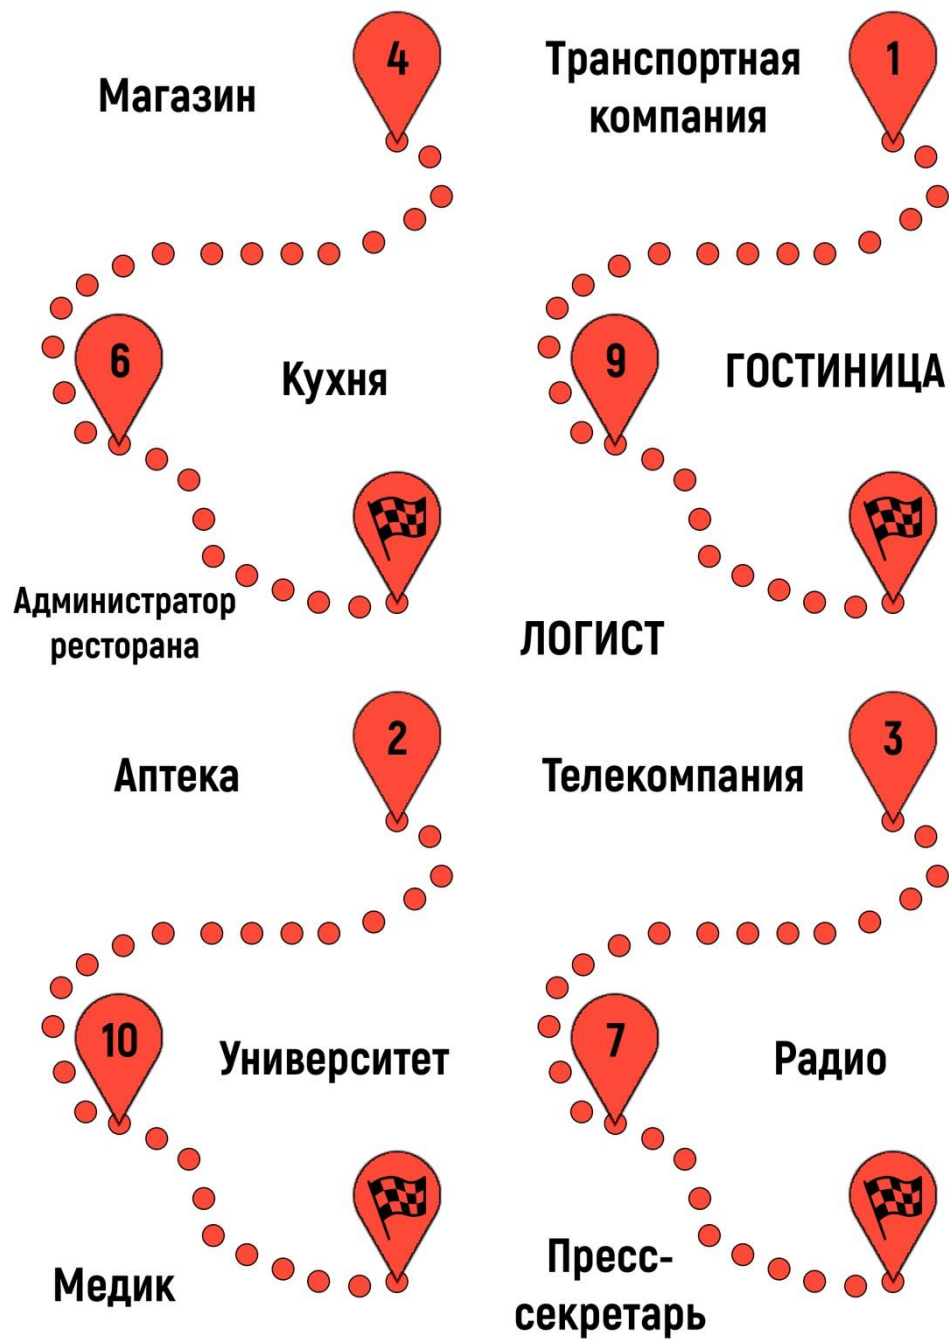 4
Магазин
6
Кухня
Администратор
ресторана
1
Транспортная
компания
9
ГОСТИНИЦА
ЛОГИСТ
2
Аптека
10
Университет
Медик
3
Телекомпания
7
Радио
Пресс-
секретарь